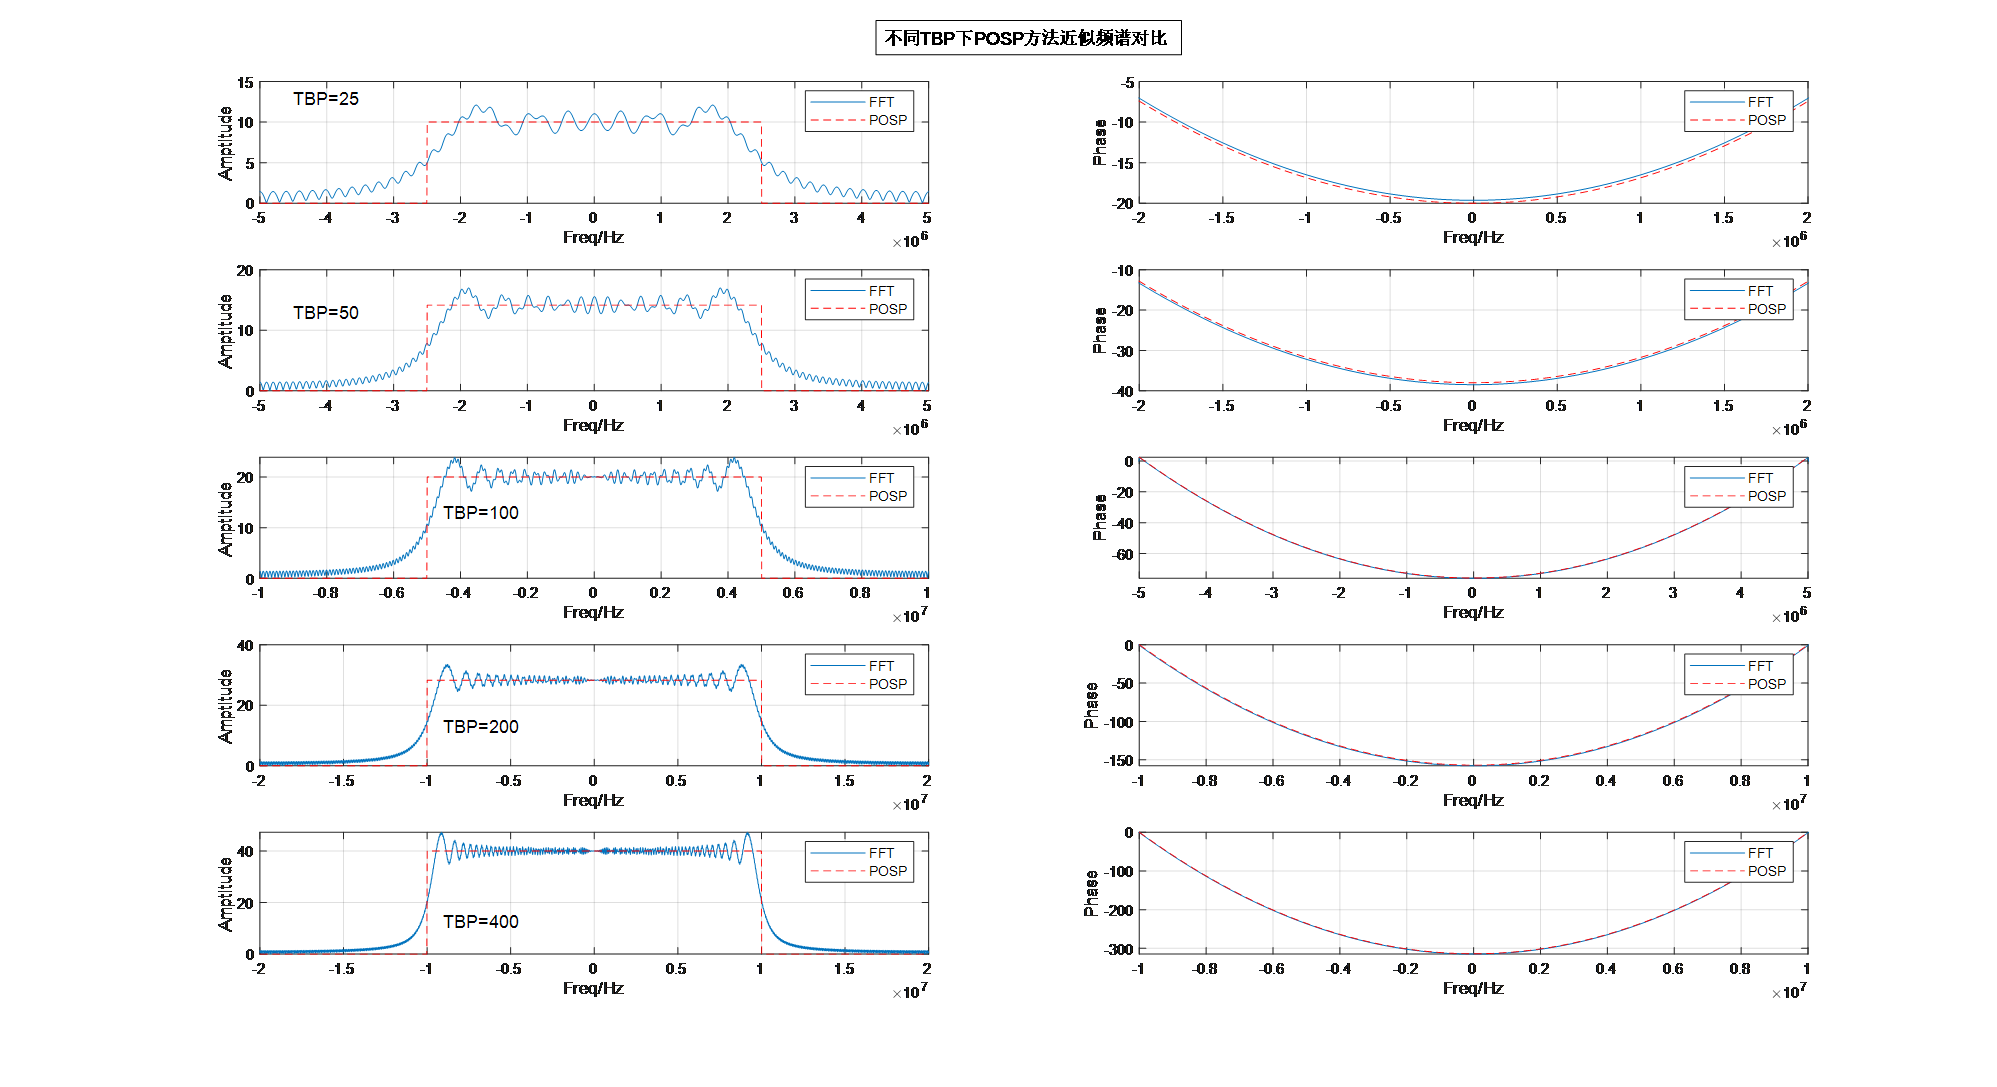 不同TBP下POSP方法近似频谱对比
15
10
5
0
Amptitude
TBP=25
FFT
POSP
-5 -4 -3 -2 -1 0 1 2 3 4 5
Freq/Hz
×10^6
-5
-10
-15
-20
Phase
FFT
POSP
-2 -1.5 -1 -0.5 0 0.5 1 1.5 2
Freq/Hz
×10^6
20
10
0
Amptitude
TBP=50
FFT
POSP
-5 -4 -3 -2 -1 0 1 2 3 4 5
Freq/Hz
×10^6
-10
-20
-30
-40
Phase
FFT
POSP
-2 -1.5 -1 -0.5 0 0.5 1 1.5 2
Freq/Hz
×10^6
20
10
0
Amptitude
TBP=100
FFT
POSP
-1 -0.8 -0.6 -0.4 -0.2 0 0.2 0.4 0.6 0.8 1
Freq/Hz
×10^7
0
-20
-40
-60
Phase
FFT
POSP
-5 -4 -3 -2 -1 0 1 2 3 4 5
Freq/Hz
×10^6
40
20
0
Amptitude
TBP=200
FFT
POSP
-2 -1.5 -1 -0.5 0 0.5 1 1.5 2
Freq/Hz
×10^7
0
-50
-100
-150
Phase
FFT
POSP
-1 -0.8 -0.6 -0.4 -0.2 0 0.2 0.4 0.6 0.8 1
Freq/Hz
×10^7
40
20
0
Amptitude
TBP=400
FFT
POSP
-2 -1.5 -1 -0.5 0 0.5 1 1.5 2
Freq/Hz
×10^7
0
-100
-200
-300
Phase
FFT
POSP
-1 -0.8 -0.6 -0.4 -0.2 0 0.2 0.4 0.6 0.8 1
Freq/Hz
×10^7